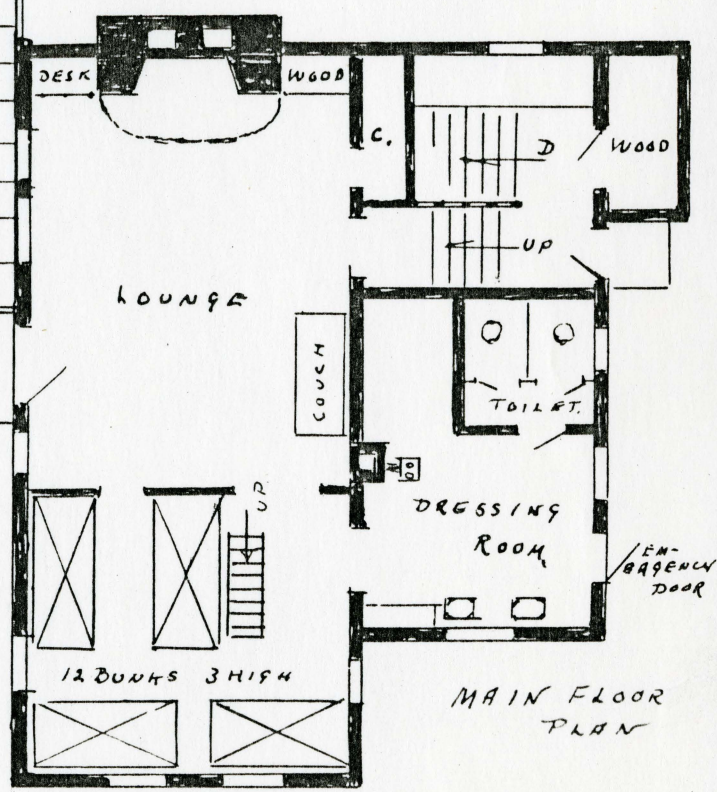 DESK
WOOD
C.
D
WOOD
UP
LOUNGE
COUCH
TOILET.
UP.
DRESSING
ROOM
EM-
ERGENCY
DOOR
12 BUNKS 3 HIGH
MAIN FLOOR
PLAN